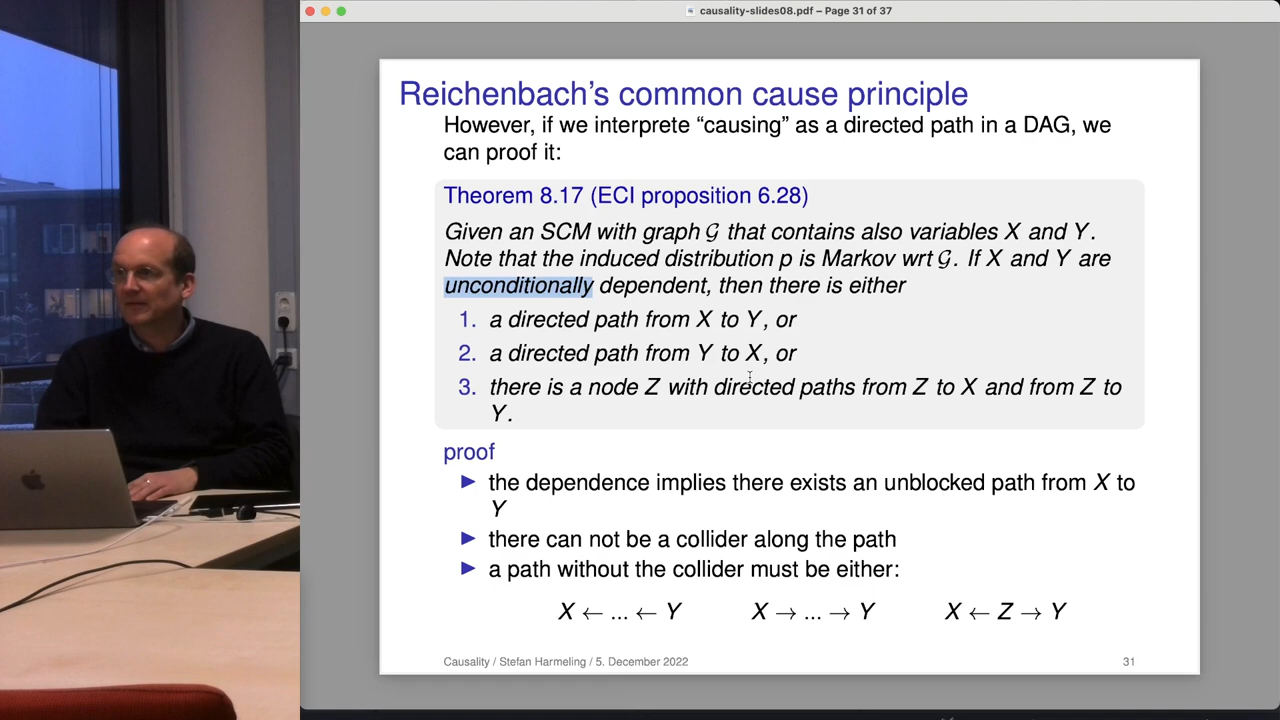 causality-slides08.pdf – Page 31 of 37
Reichenbach's common cause principle
However, if we interprete “causing” as a directed path in a DAG, we
can proof it:
Theorem 8.17 (ECI proposition 6.28)
Given an SCM with graph 𝒢 that contains also variables X and Y.
Note that the induced distribution p is Markov wrt 𝒢. If X and Y are
unconditionally dependent, then there is either
1. a directed path from X to Y, or
2. a directed path from Y to X, or
3. there is a node Z with directed paths from Z to X and from Z to
Y.
proof
▶ the dependence implies there exists an unblocked path from X to
Y
▶ there can not be a collider along the path
▶ a path without the collider must be either:
X ← ... ← Y X → ... → Y X ← Z → Y
Causality / Stefan Harmeling / 5. December 2022 31